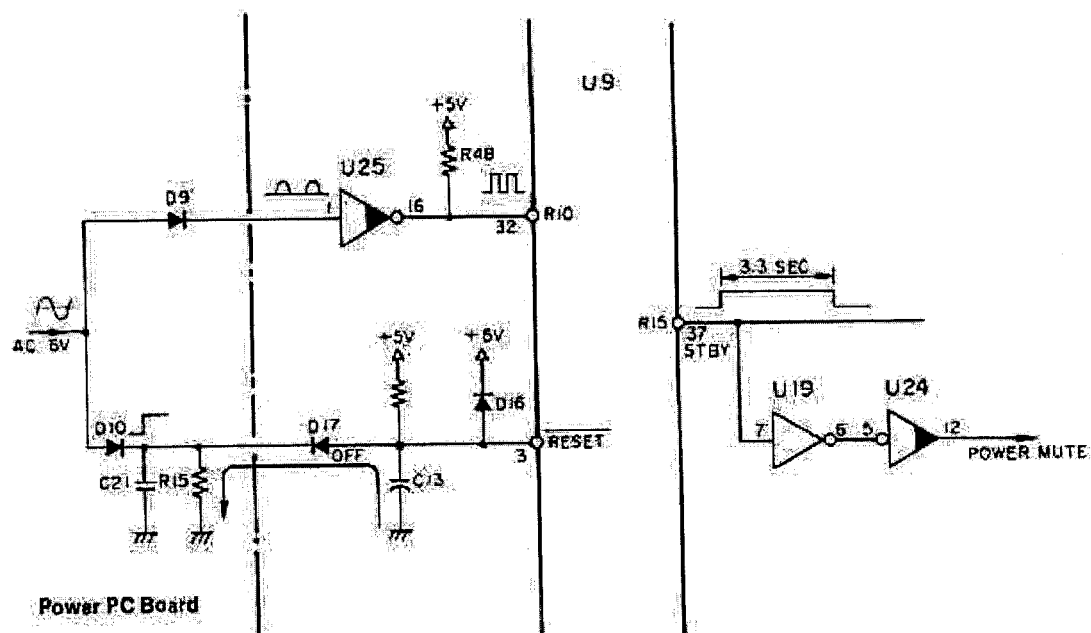 U9
+5V
R48
U25
D9
1
16
32
R10
3.3 SEC
AC 6V
R15
37
STBY
+5V
+5V
U19
U24
D10
D17
D16
OFF
3
RESET
7
6
5
12
POWER MUTE
C21
R15
C13
Power PC Board